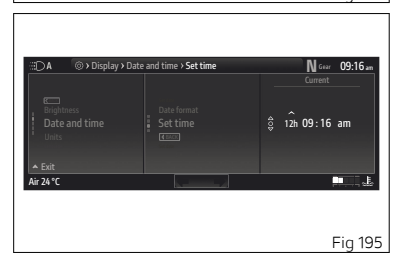 A Display > Date and time > Set time N Gear 09:16 am
Current
Brightness
Date and time
Units
Date format
Set time
BACK
12h 09 : 16 am
Exit
Air 24 °C
Fig 195